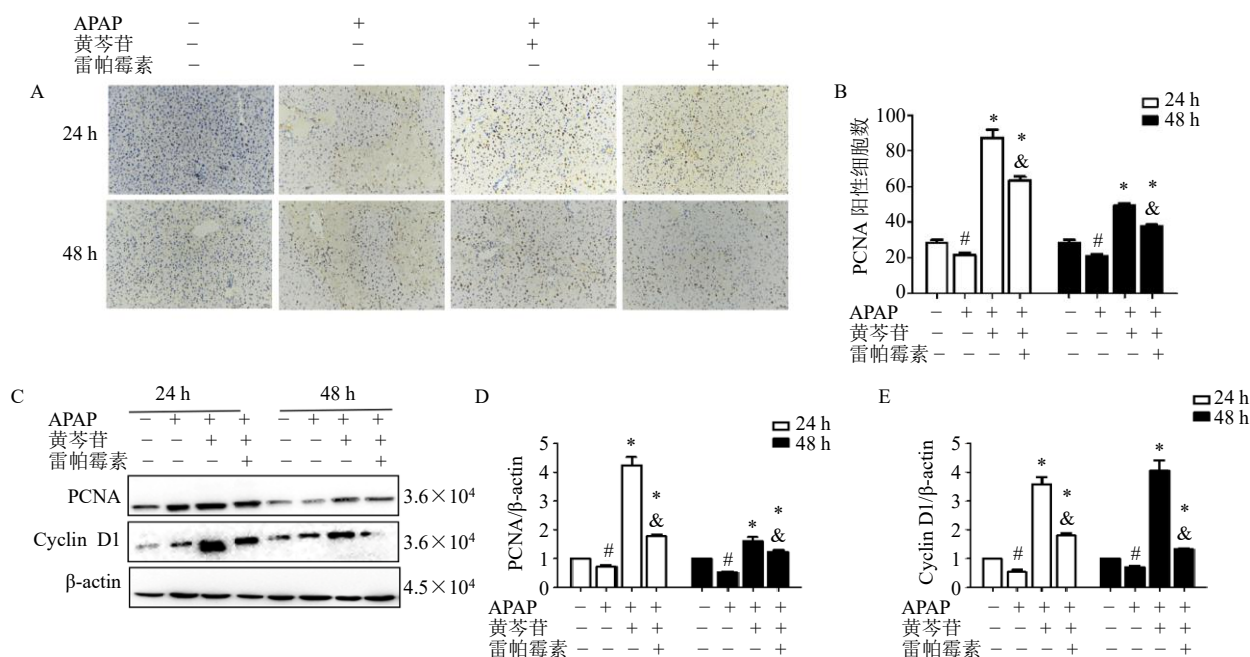 APAP − + + +
黄芩苷 − − + +
雷帕霉素 − − − +
A
24 h
48 h
B
24 h
48 h
PCNA 阳性细胞数
100
80
60
40
20
0
# * * & # * * &
APAP − + + + − + + +
黄芩苷 − − + + − − + +
雷帕霉素 − − − + − − − +
C
24 h 48 h
APAP − + + + − + + +
黄芩苷 − − + + − − + +
雷帕霉素 − − − + − − − +
PCNA 3.6×10⁴
Cyclin D1 3.6×10⁴
β-actin 4.5×10⁴
D
24 h
48 h
PCNA/β-actin
5
4
3
2
1
0
# * * & # * * &
APAP − + + + − + + +
黄芩苷 − − + + − − + +
雷帕霉素 − − − + − − − +
E
24 h
48 h
Cyclin D1/β-actin
5
4
3
2
1
0
# * * & # * * &
APAP − + + + − + + +
黄芩苷 − − + + − − + +
雷帕霉素 − − − + − − − +